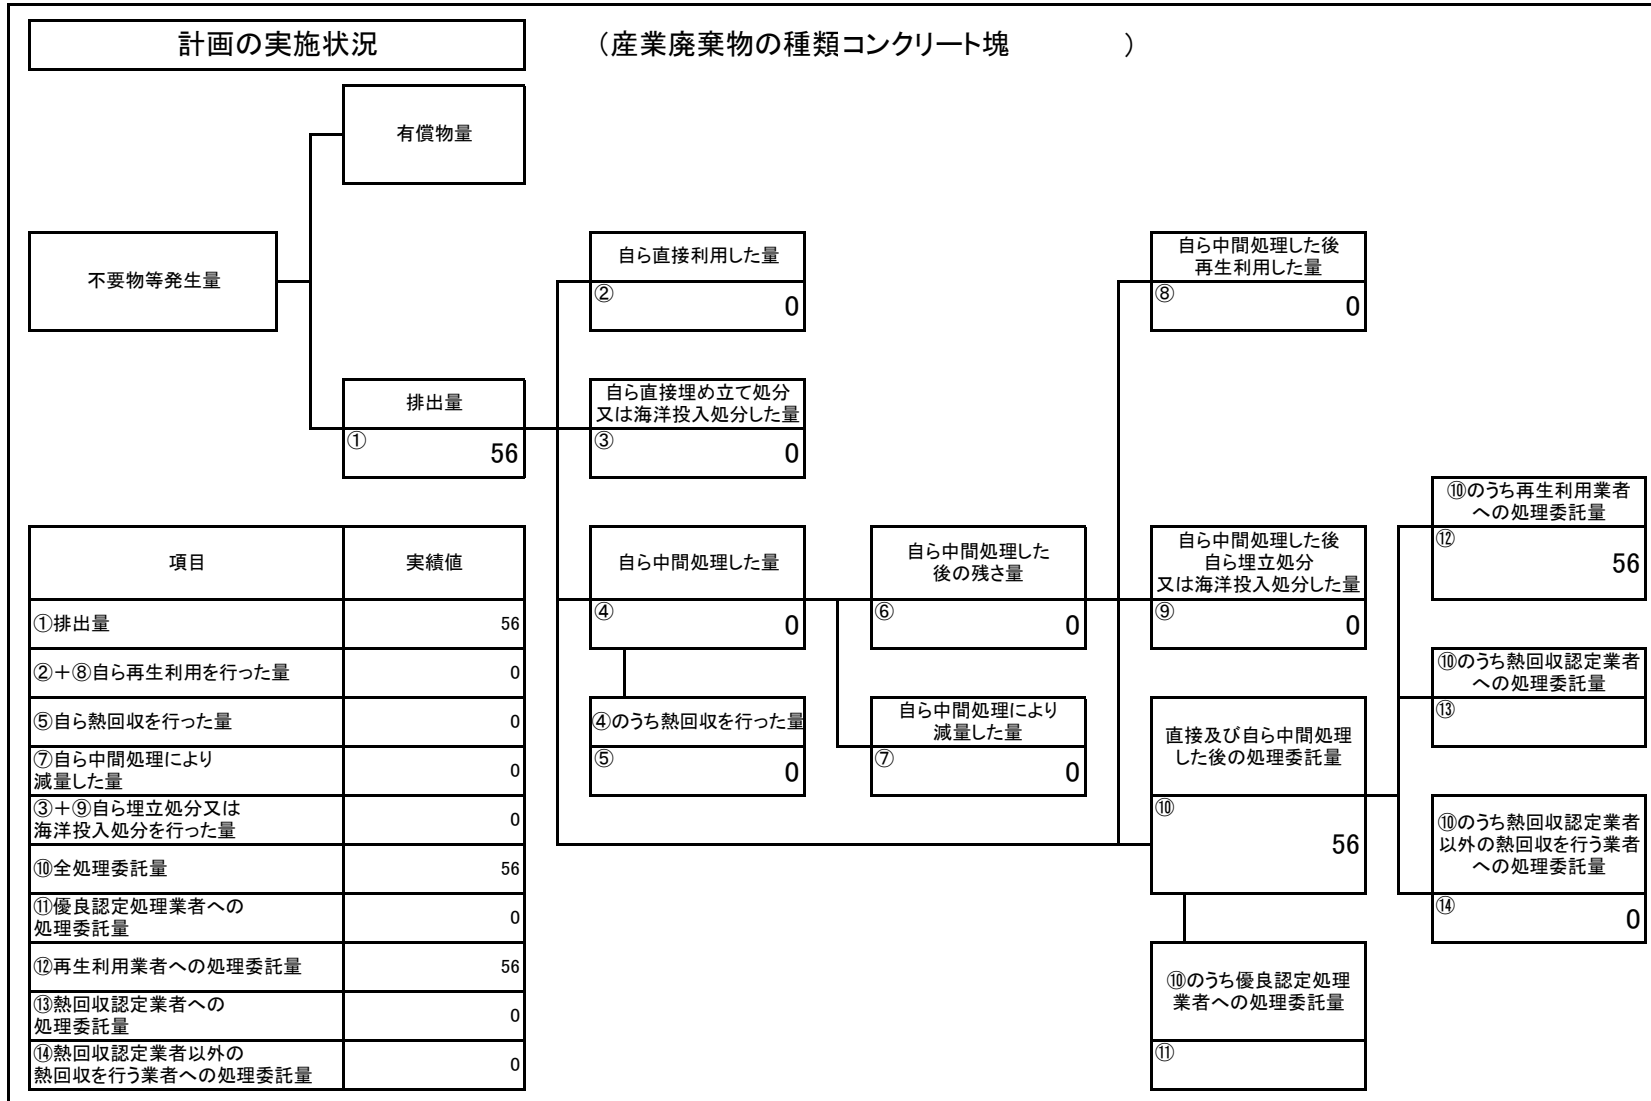 計画の実施状況
（産業廃棄物の種類コンクリート塊　　　　）
有償物量
不要物等発生量
自ら直接利用した量
②
0
自ら中間処理した後
再生利用した量
⑧
0
排出量
①
56
自ら直接埋め立て処分
又は海洋投入処分した量
③
0
⑩のうち再生利用業者
への処理委託量
⑫
56
自ら中間処理した量
④
0
自ら中間処理した
後の残さ量
⑥
0
自ら中間処理した後
自ら埋立処分
又は海洋投入処分した量
⑨
0
⑩のうち熱回収認定業者
への処理委託量
⑬
④のうち熱回収を行った量
⑤
0
自ら中間処理により
減量した量
⑦
0
直接及び自ら中間処理
した後の処理委託量
⑩
56
⑩のうち熱回収認定業者
以外の熱回収を行う業者
への処理委託量
⑭
0
⑩のうち優良認定処理
業者への処理委託量
⑪
項目 実績値
①排出量 56
②＋⑧自ら再生利用を行った量 0
⑤自ら熱回収を行った量 0
⑦自ら中間処理により
減量した量 0
③＋⑨自ら埋立処分又は
海洋投入処分を行った量 0
⑩全処理委託量 56
⑪優良認定処理業者への
処理委託量 0
⑫再生利用業者への処理委託量 56
⑬熱回収認定業者への
処理委託量 0
⑭熱回収認定業者以外の
熱回収を行う業者への処理委託量 0